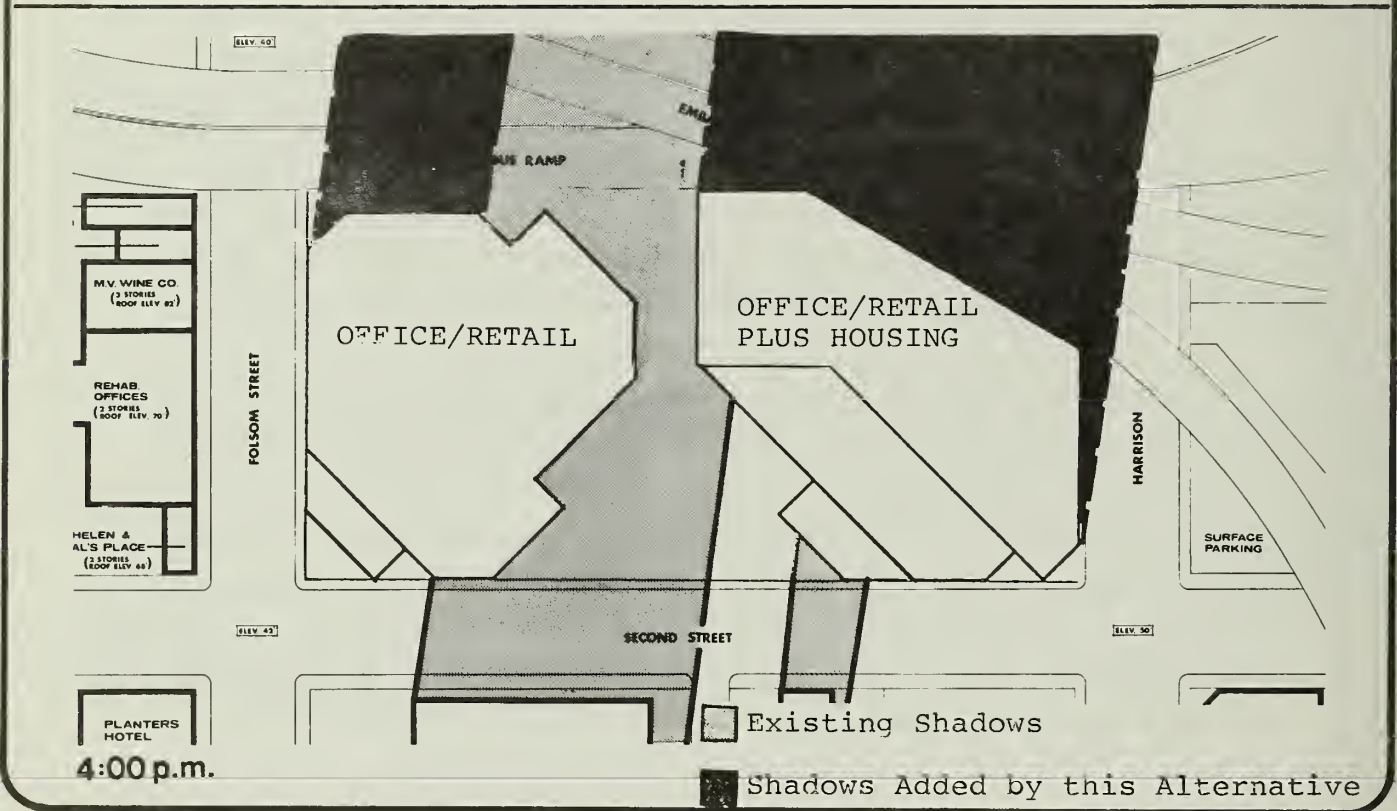 ELEV. 40'
EMBA
BUS RAMP
M.V. WINE CO.
(3 STORIES
ROOF ELEV 82')
OFFICE/RETAIL
OFFICE/RETAIL
PLUS HOUSING
REHAB.
OFFICES
(2 STORIES
ROOF ELEV. 70')
FOLSOM STREET
HARRISON
HELEN &
AL'S PLACE
(2 STORIES
ROOF ELEV 68')
SURFACE
PARKING
ELEV. 42'
SECOND STREET
ELEV. 50'
PLANTERS
HOTEL
Existing Shadows
4:00 p.m.
Shadows Added by this Alternative